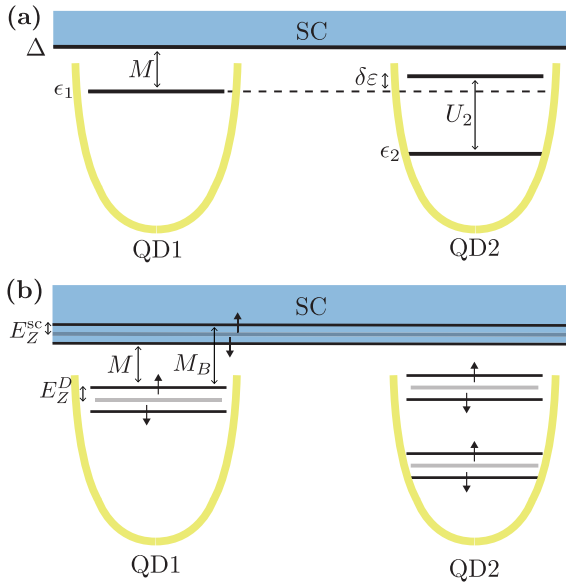 (a)
SC
Δ
M
δε
ϵ₁
U₂
ϵ₂
QD1
QD2
(b)
SC
E_Z^sc
M
M_B
E_Z^D
QD1
QD2